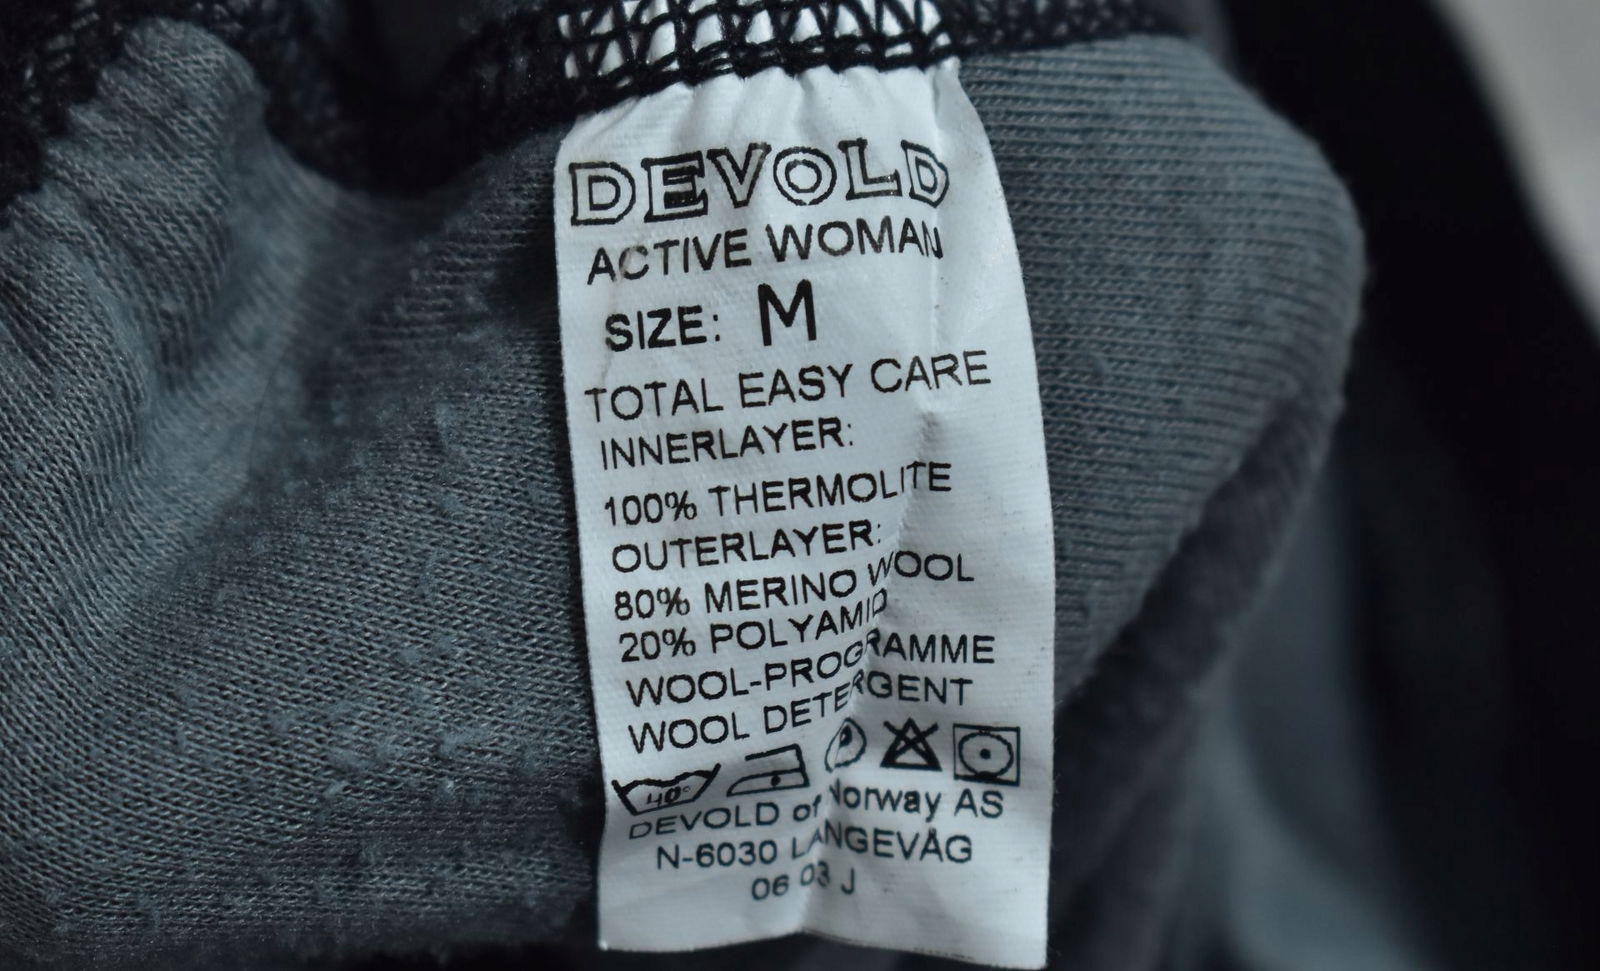 DEVOLD
ACTIVE WOMAN
SIZE: M
TOTAL EASY CARE
INNERLAYER:
100% THERMOLITE
OUTERLAYER:
80% MERINO WOOL
20% POLYAMID
WOOL-PROGRAMME
WOOL DETERGENT
40°
DEVOLD of Norway AS
N-6030 LANGEVÅG
06 03 J